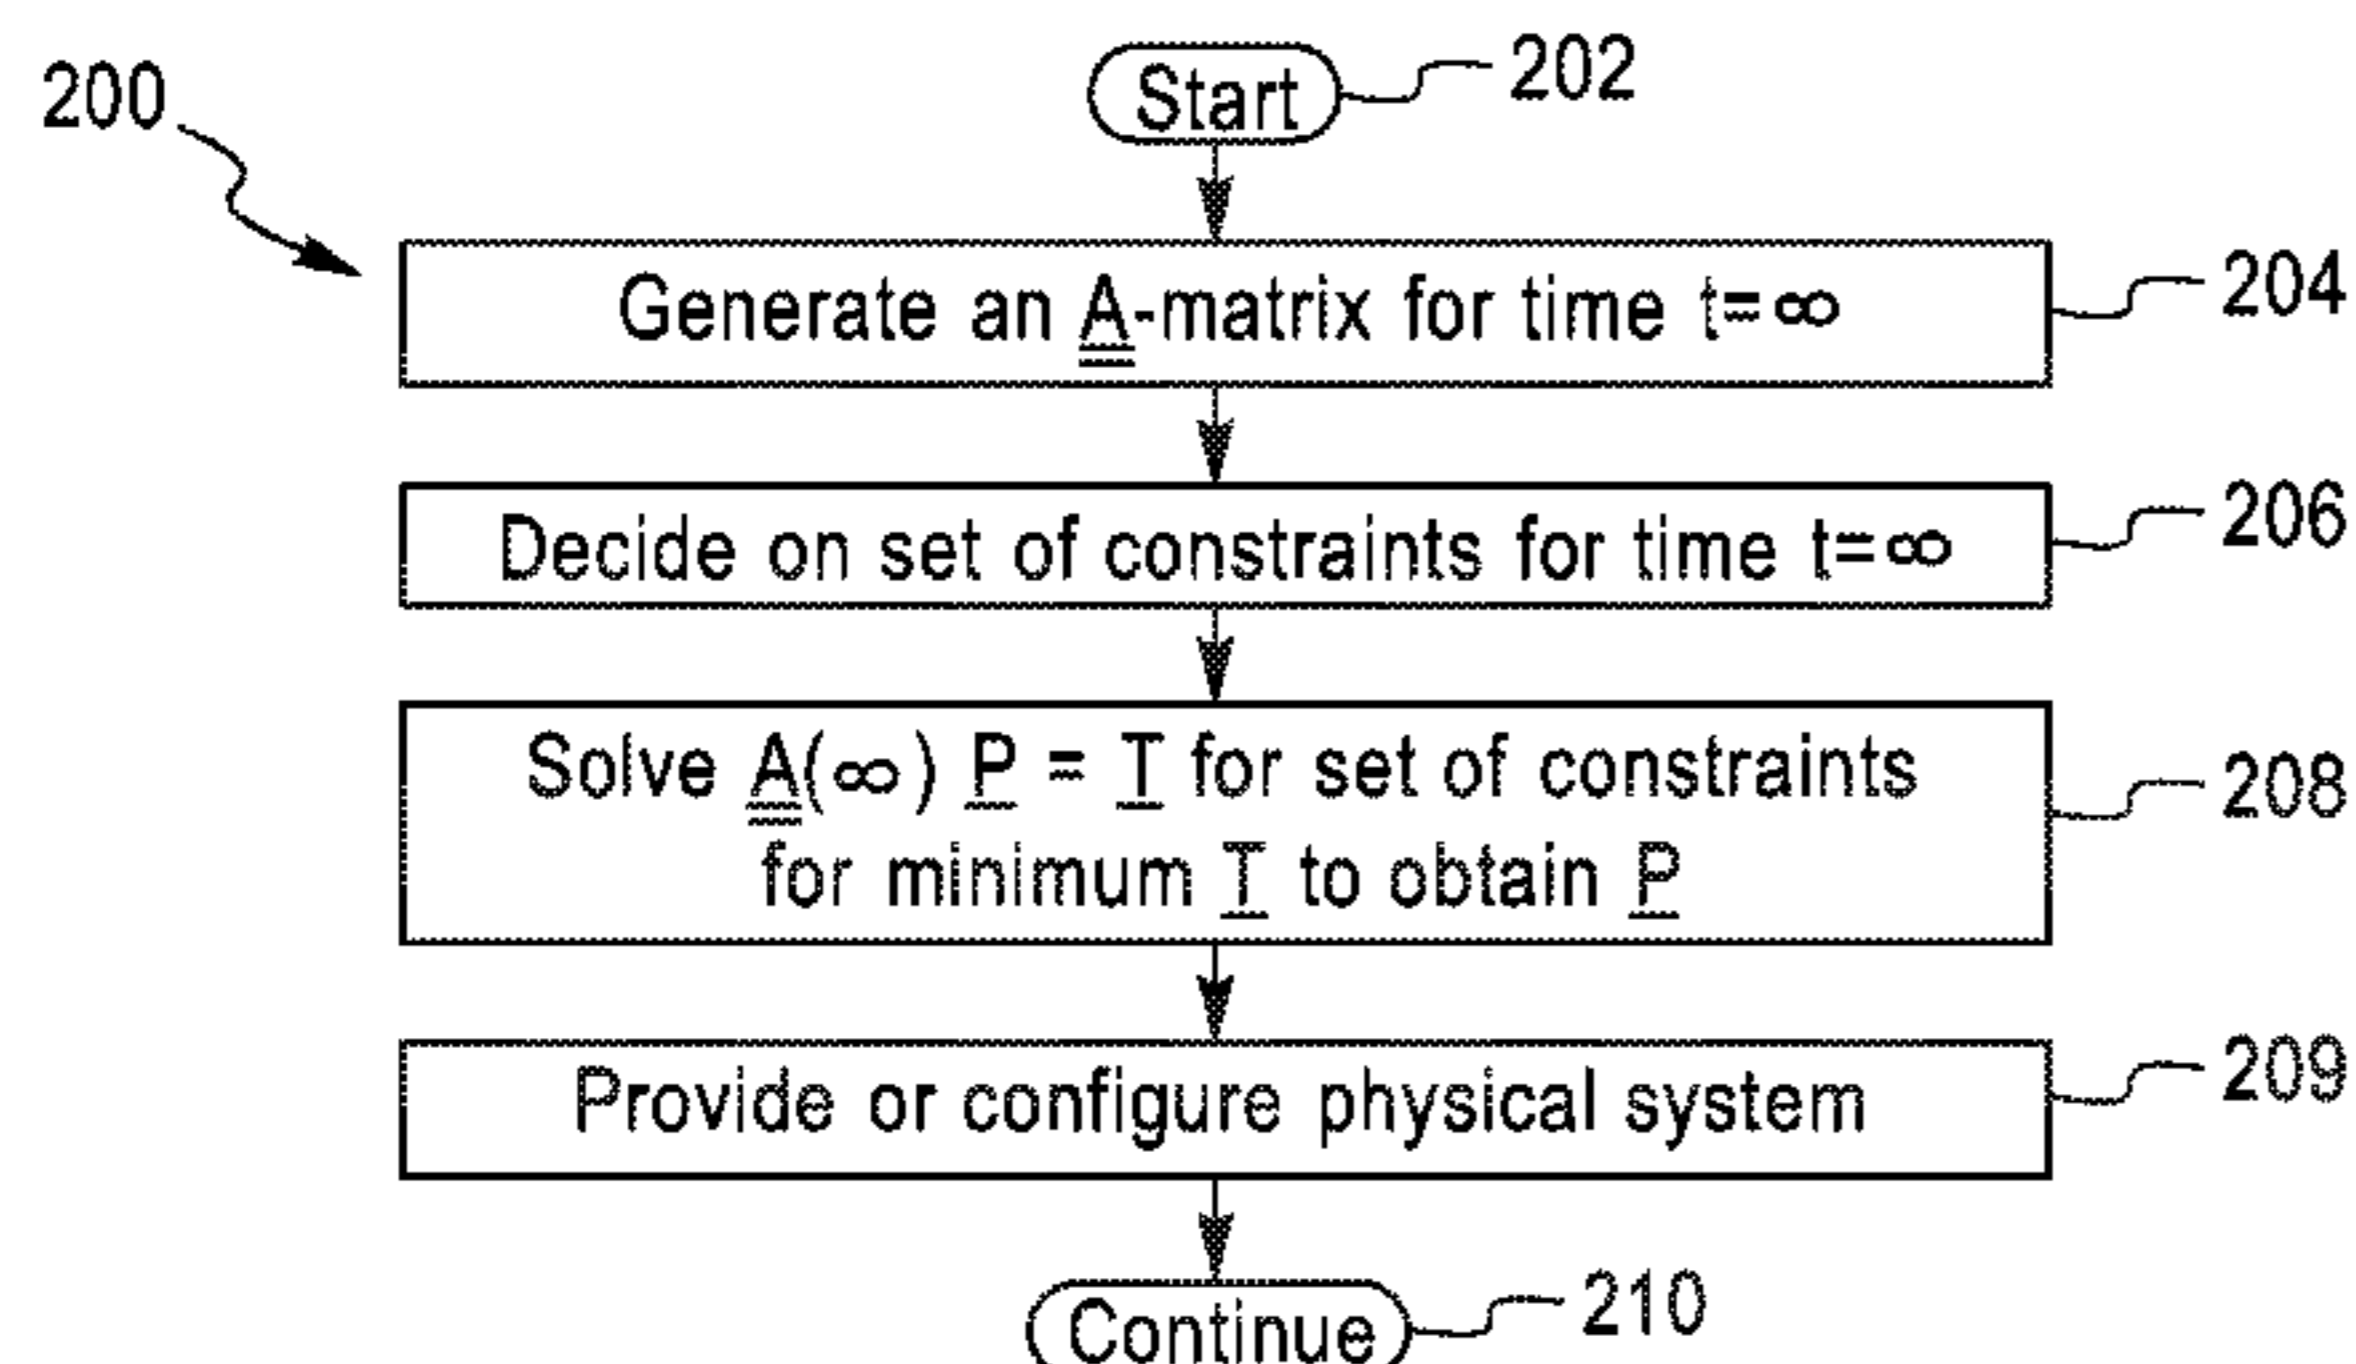 200
Start
202
Generate an A-matrix for time t=∞
204
Decide on set of constraints for time t=∞
206
Solve A(∞) P = T for set of constraints
for minimum T to obtain P
208
Provide or configure physical system
209
Continue
210